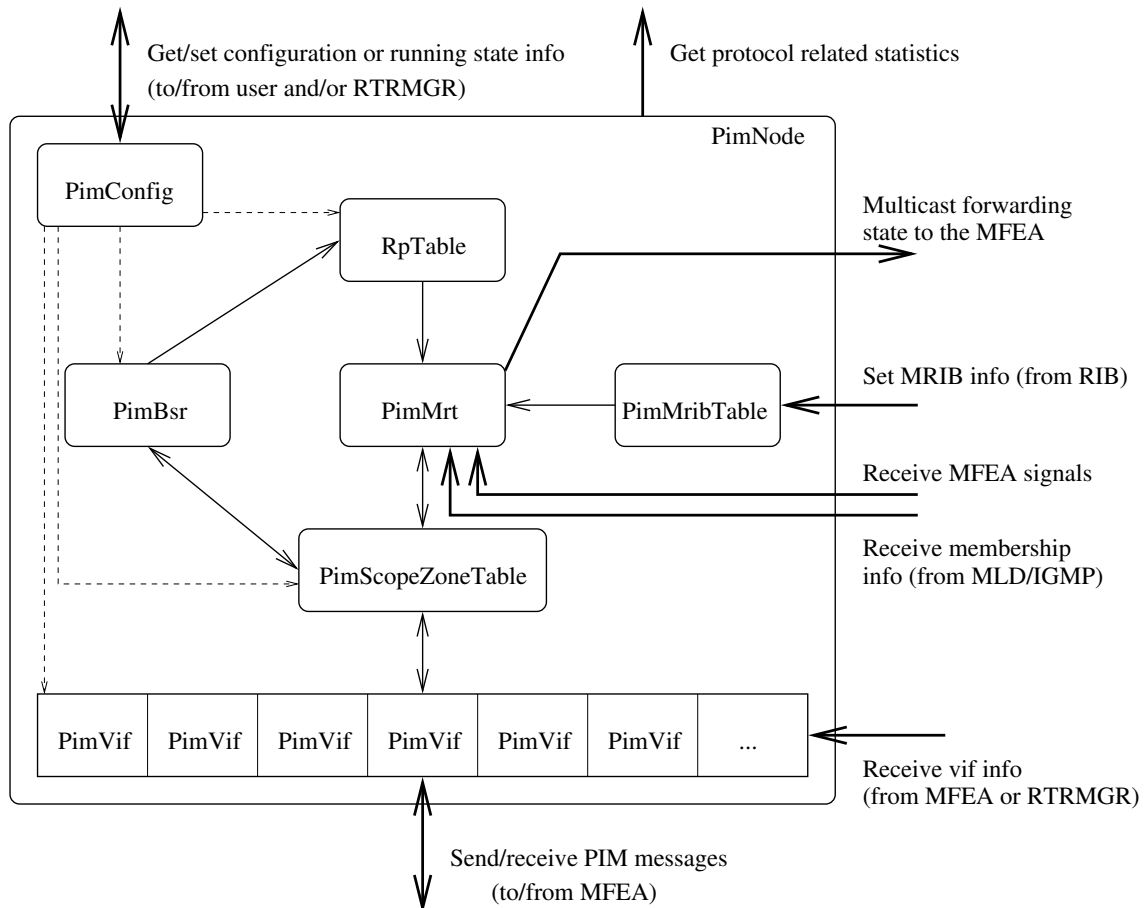 Get/set configuration or running state info
(to/from user and/or RTRMGR)
Get protocol related statistics
PimNode
PimConfig
RpTable
Multicast forwarding
state to the MFEA
PimBsr
PimMrt
PimMribTable
Set MRIB info (from RIB)
Receive MFEA signals
Receive membership
info (from MLD/IGMP)
PimScopeZoneTable
PimVif PimVif PimVif PimVif PimVif PimVif ...
Receive vif info
(from MFEA or RTRMGR)
Send/receive PIM messages
(to/from MFEA)